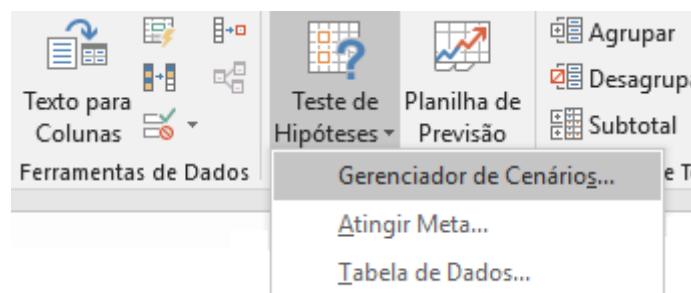 Texto para
Colunas
Ferramentas de Dados
Teste de
Hipóteses
Planilha de
Previsão
Agrupar
Desagrupa
Subtotal
Gerenciador de Cenários...
Atingir Meta...
Tabela de Dados...